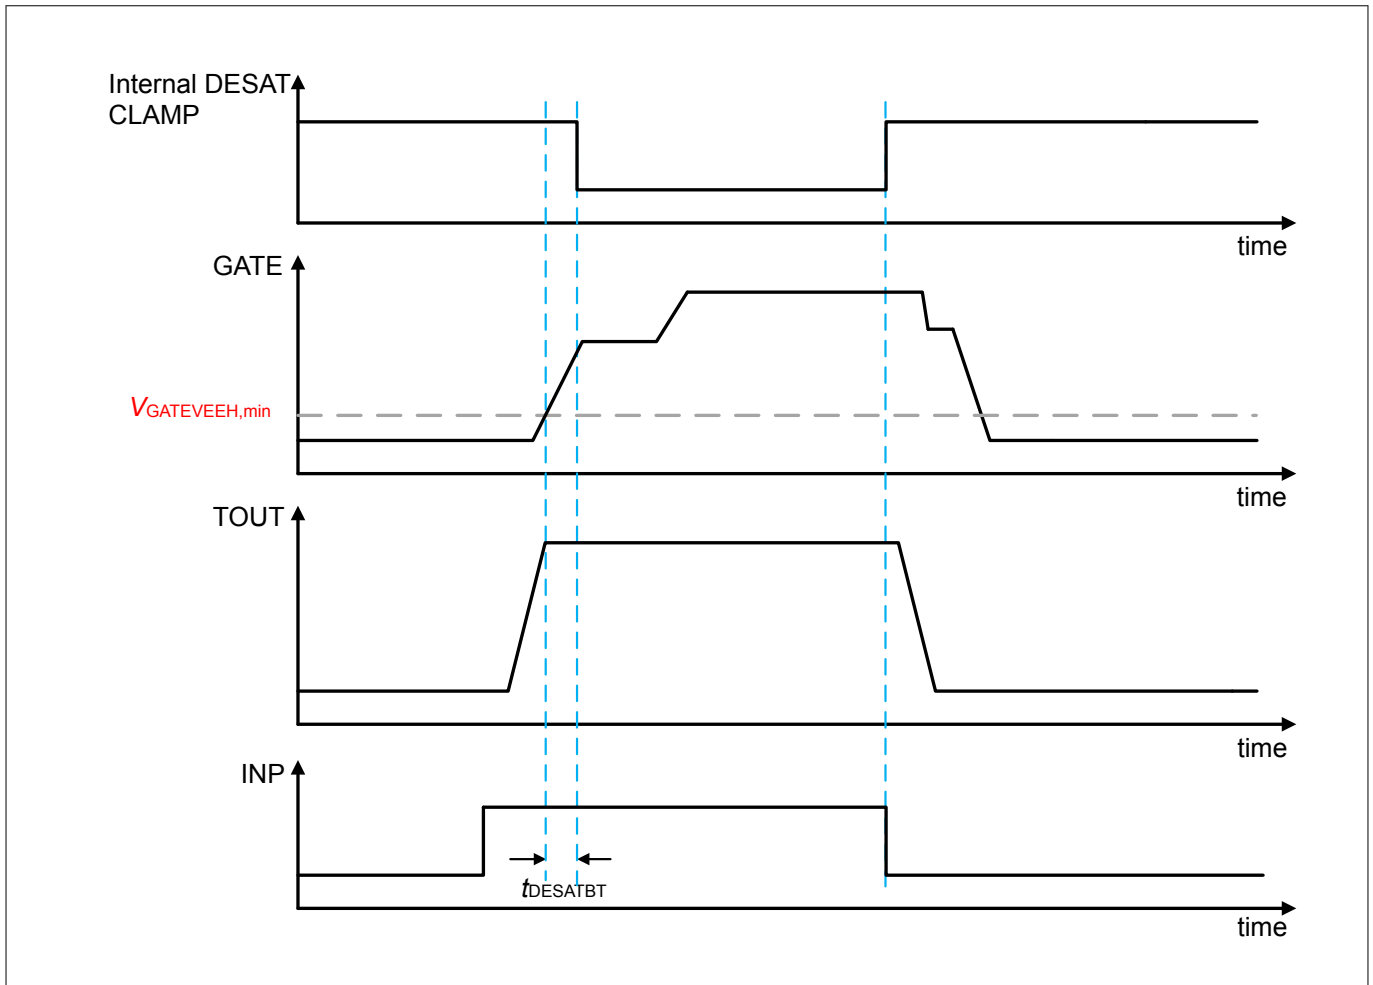 Internal DESAT
CLAMP
time
GATE
VGATEVEEH,min
time
TOUT
time
INP
tDESATBT
time